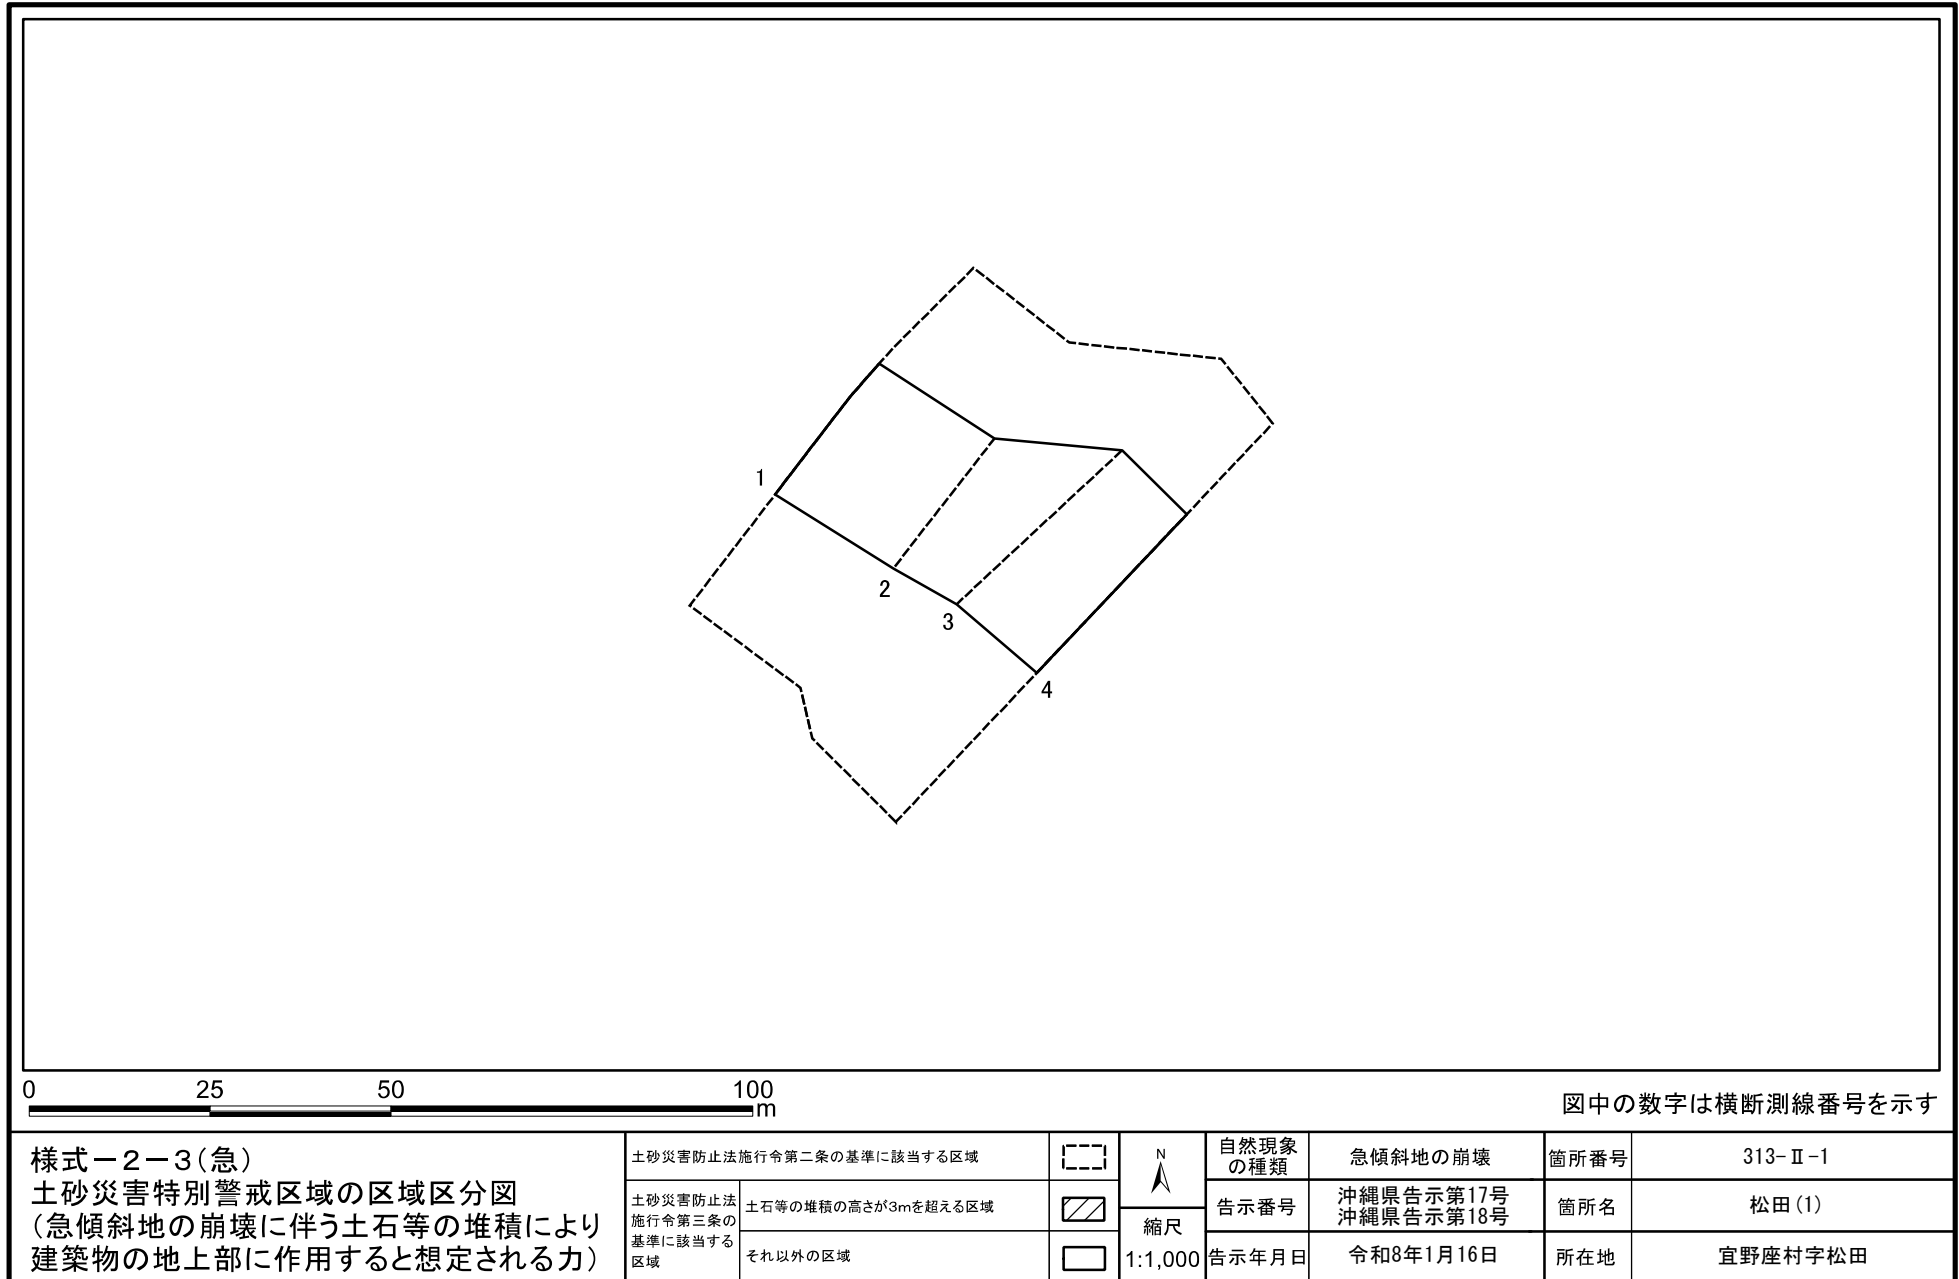 1
2
3
4
0 25 50 100
m
図中の数字は横断測線番号を示す
様式－2－3(急)
土砂災害特別警戒区域の区域区分図
(急傾斜地の崩壊に伴う土石等の堆積により
建築物の地上部に作用すると想定される力)
土砂災害防止法施行令第二条の基準に該当する区域
土砂災害防止法
施行令第三条の
基準に該当する
区域
土石等の堆積の高さが3mを超える区域
それ以外の区域
N
縮尺
1:1,000
自然現象
の種類
急傾斜地の崩壊
箇所番号
313-Ⅱ-1
告示番号
沖縄県告示第17号
沖縄県告示第18号
箇所名
松田(1)
告示年月日
令和8年1月16日
所在地
宜野座村字松田